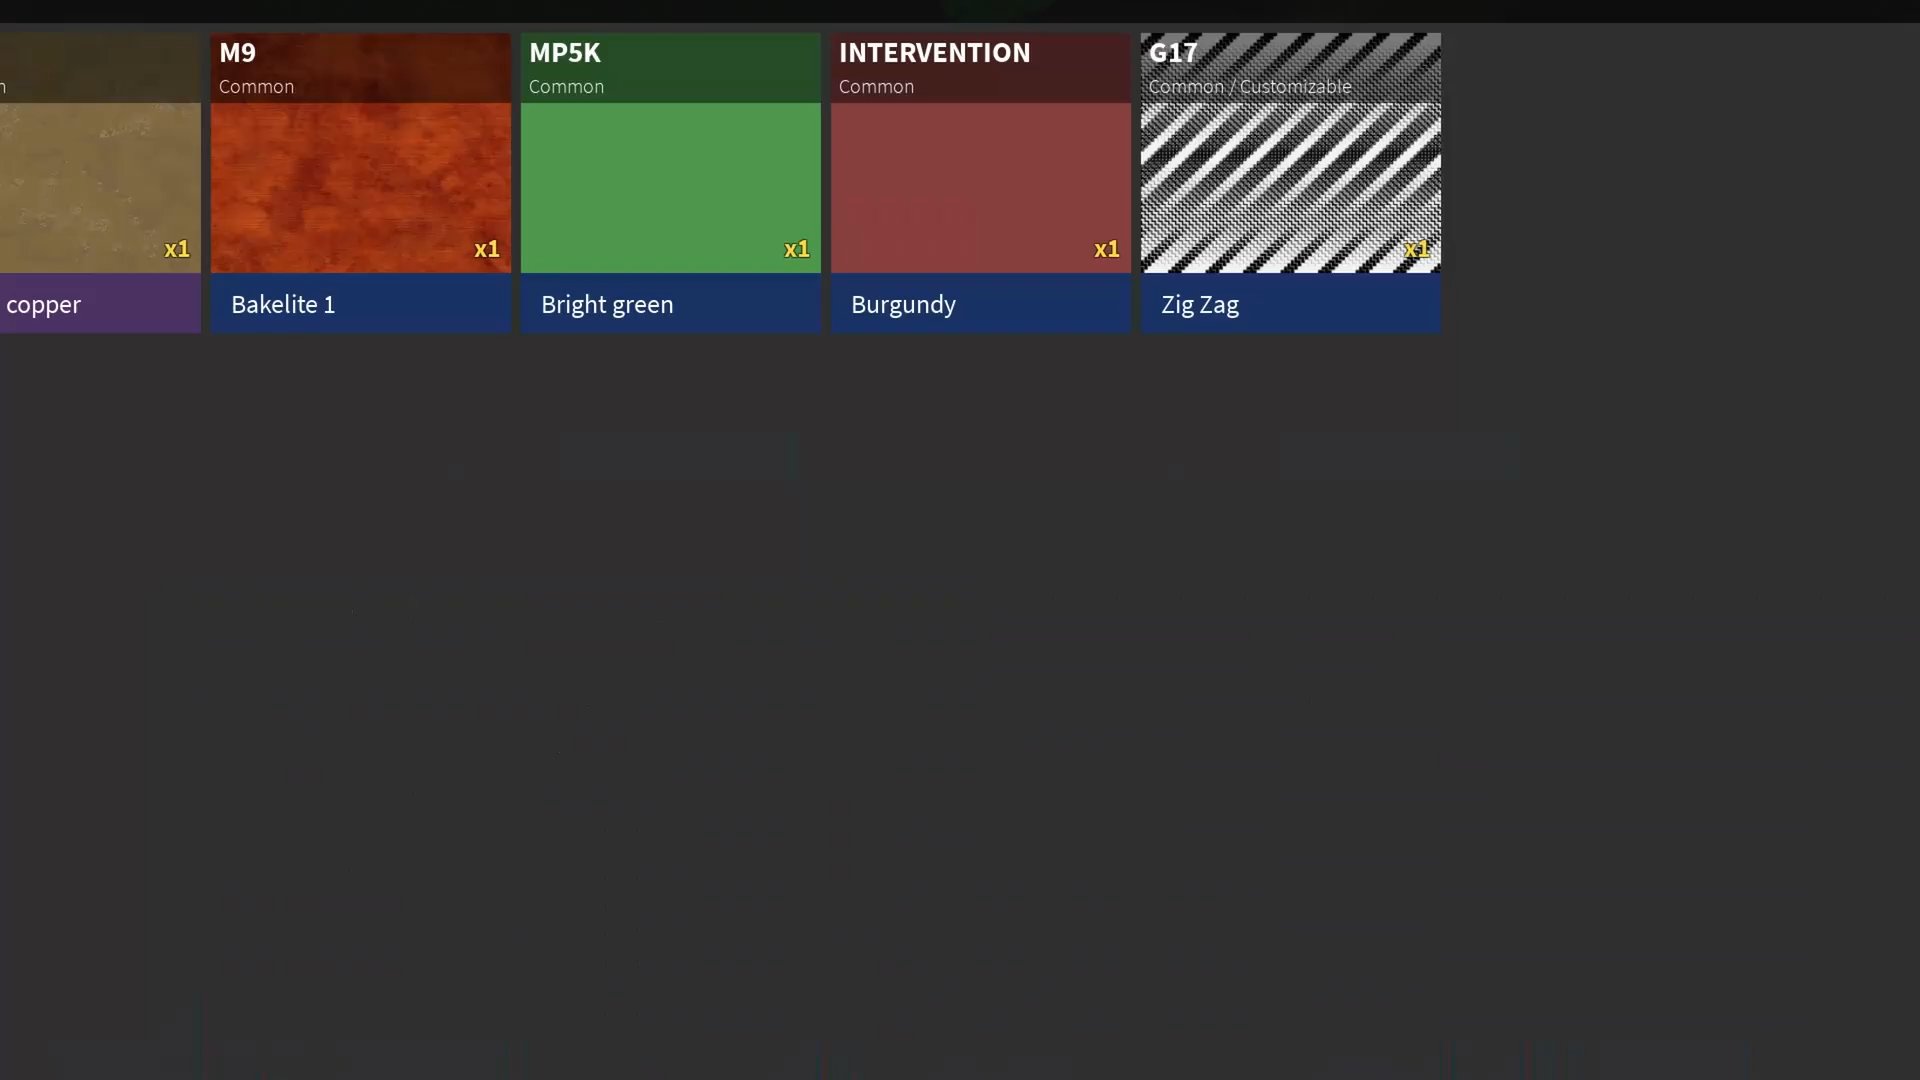 M9
Common
x1
Bakelite 1
MP5K
Common
x1
Bright green
INTERVENTION
Common
x1
Burgundy
G17
Common / Customizable
x1
Zig Zag
x1
copper